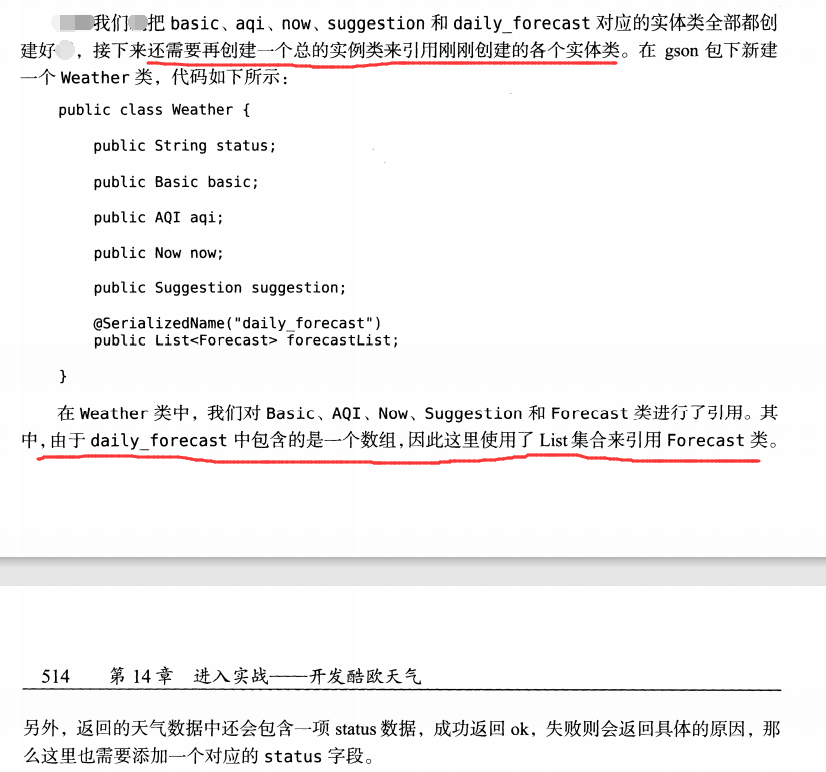 我们把 basic、aqi、now、suggestion 和 daily_forecast 对应的实体类全部都创
建好，接下来还需要再创建一个总的实例类来引用刚刚创建的各个实体类。在 gson 包下新建
一个 Weather 类，代码如下所示：
public class Weather {
public String status;
public Basic basic;
public AQI aqi;
public Now now;
public Suggestion suggestion;
@SerializedName("daily_forecast")
public List<Forecast> forecastList;
}
在 Weather 类中，我们对 Basic、AQI、Now、Suggestion 和 Forecast 类进行了引用。其
中，由于 daily_forecast 中包含的是一个数组，因此这里使用了 List 集合来引用 Forecast 类。
514 第 14 章 进入实战——开发酷欧天气
另外，返回的天气数据中还会包含一项 status 数据，成功返回 ok，失败则会返回具体的原因，那
么这里也需要添加一个对应的 status 字段。